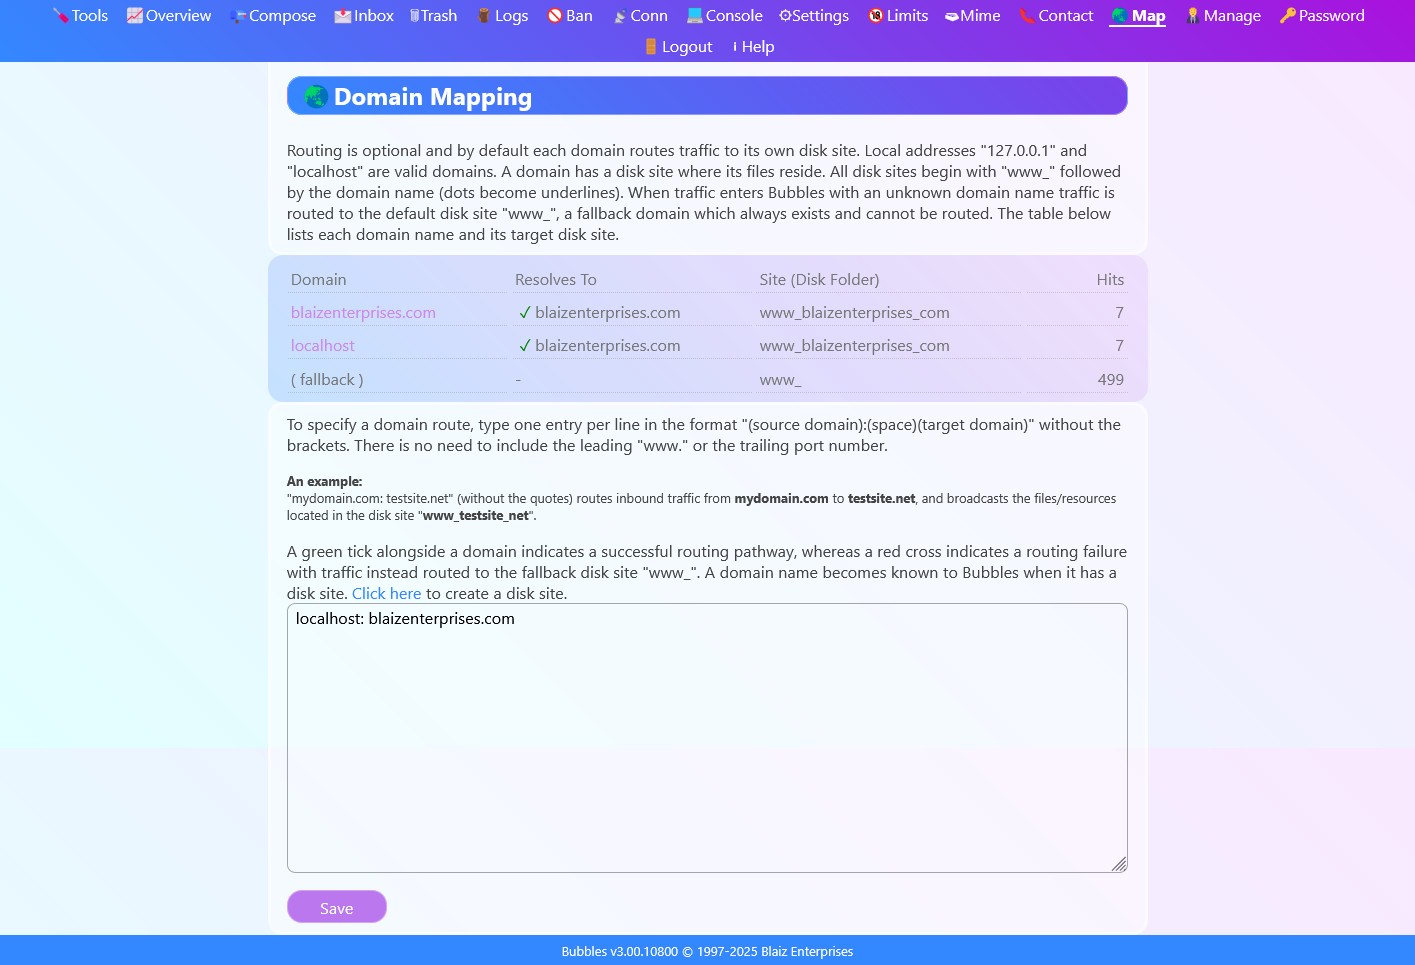 Tools Overview Compose Inbox Trash Logs Ban Conn Console Settings Limits Mime Contact Map Manage Password
Logout Help
Domain Mapping
Routing is optional and by default each domain routes traffic to its own disk site. Local addresses "127.0.0.1" and
"localhost" are valid domains. A domain has a disk site where its files reside. All disk sites begin with "www_" followed
by the domain name (dots become underlines). When traffic enters Bubbles with an unknown domain name traffic is
routed to the default disk site "www_", a fallback domain which always exists and cannot be routed. The table below
lists each domain name and its target disk site.
Domain Resolves To Site (Disk Folder) Hits
blaizenterprises.com ✓ blaizenterprises.com www_blaizenterprises_com 7
localhost ✓ blaizenterprises.com www_blaizenterprises_com 7
( fallback ) - www_ 499
To specify a domain route, type one entry per line in the format "(source domain):(space)(target domain)" without the
brackets. There is no need to include the leading "www." or the trailing port number.
An example:
"mydomain.com: testsite.net" (without the quotes) routes inbound traffic from mydomain.com to testsite.net, and broadcasts the files/resources
located in the disk site "www_testsite_net".
A green tick alongside a domain indicates a successful routing pathway, whereas a red cross indicates a routing failure
with traffic instead routed to the fallback disk site "www_". A domain name becomes known to Bubbles when it has a
disk site. Click here to create a disk site.
localhost: blaizenterprises.com
Save
Bubbles v3.00.10800 © 1997-2025 Blaiz Enterprises